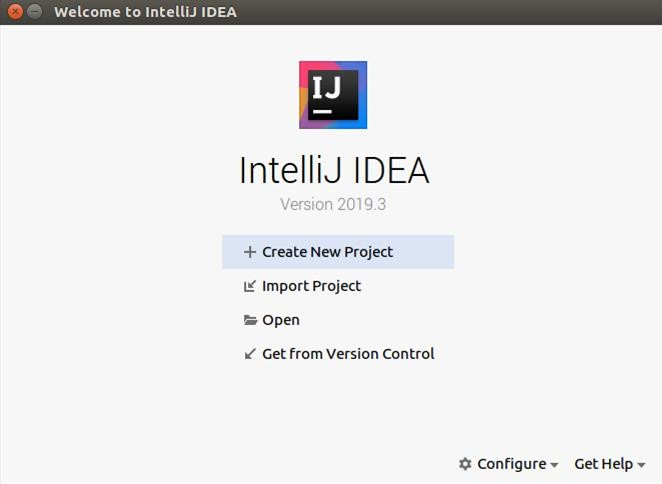 Welcome to IntelliJ IDEA
IJ
IntelliJ IDEA
Version 2019.3
Create New Project
Import Project
Open
Get from Version Control
Configure Get Help